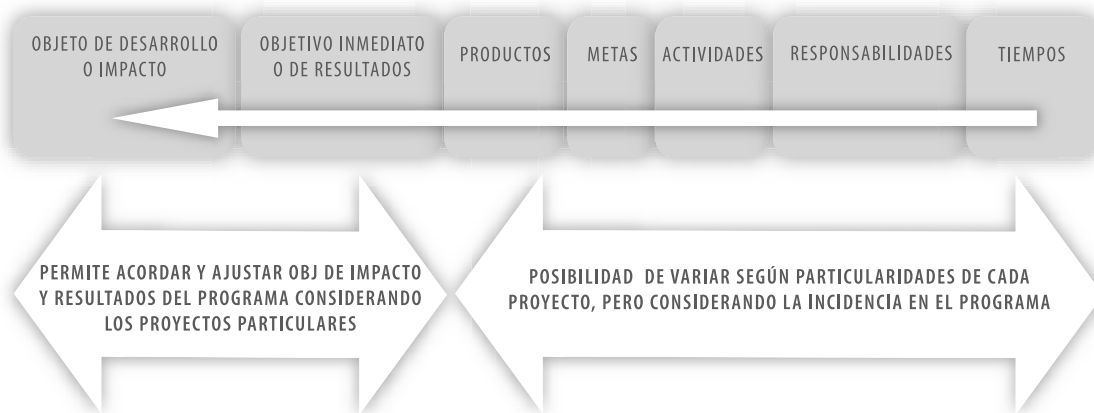 OBJETO DE DESARROLLO
O IMPACTO
OBJETIVO INMEDIATO
O DE RESULTADOS
PRODUCTOS
METAS
ACTIVIDADES
RESPONSABILIDADES
TIEMPOS
PERMITE ACORDAR Y AJUSTAR OBJ DE IMPACTO
Y RESULTADOS DEL PROGRAMA CONSIDERANDO
LOS PROYECTOS PARTICULARES
POSIBILIDAD DE VARIAR SEGÚN PARTICULARIDADES DE CADA
PROYECTO, PERO CONSIDERANDO LA INCIDENCIA EN EL PROGRAMA